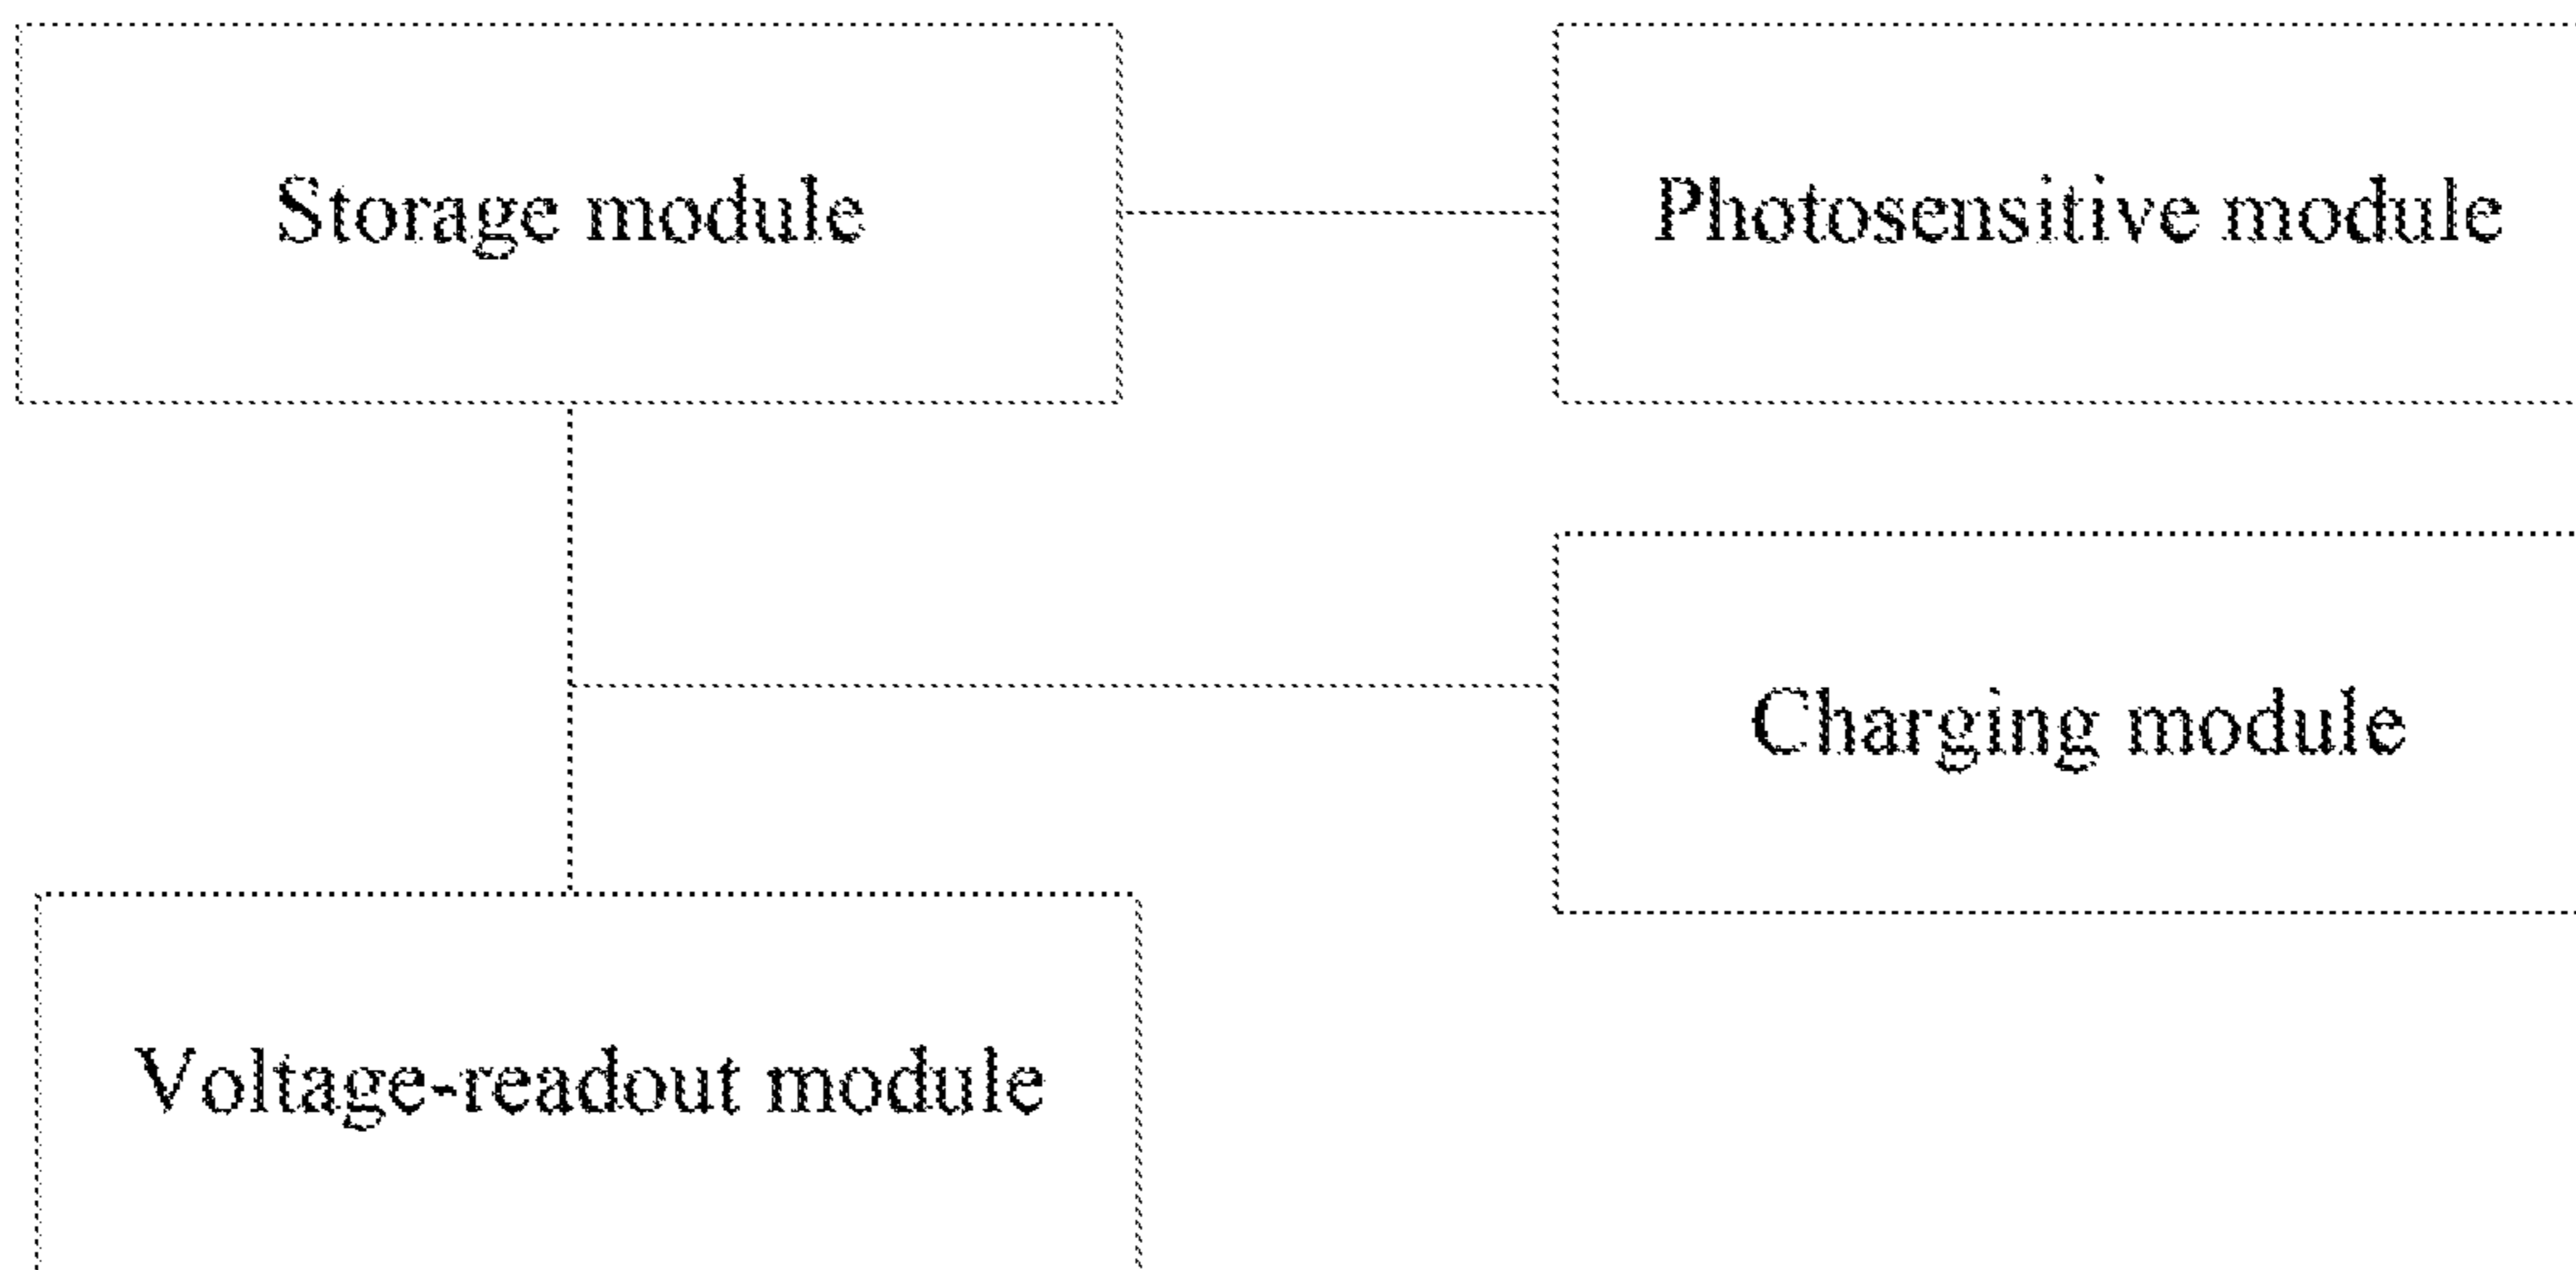 Storage module
Photosensitive module
Charging module
Voltage-readout module